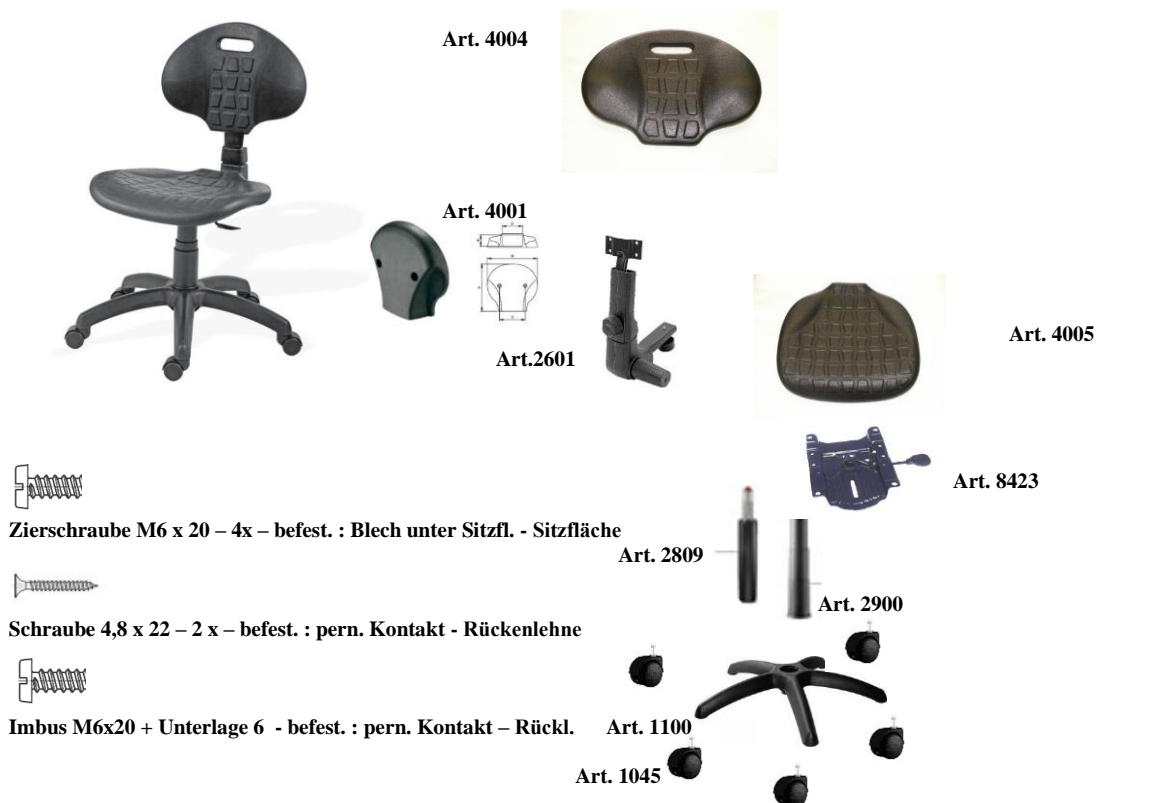 Art. 4004
Art. 4001
Art.2601
Art. 4005
Art. 8423
Zierschraube M6 x 20 – 4x – befest. : Blech unter Sitzfl. - Sitzfläche
Art. 2809
Art. 2900
Schraube 4,8 x 22 – 2 x – befest. : pern. Kontakt - Rückenlehne
Imbus M6x20 + Unterlage 6 - befest. : pern. Kontakt – Rückl.
Art. 1100
Art. 1045